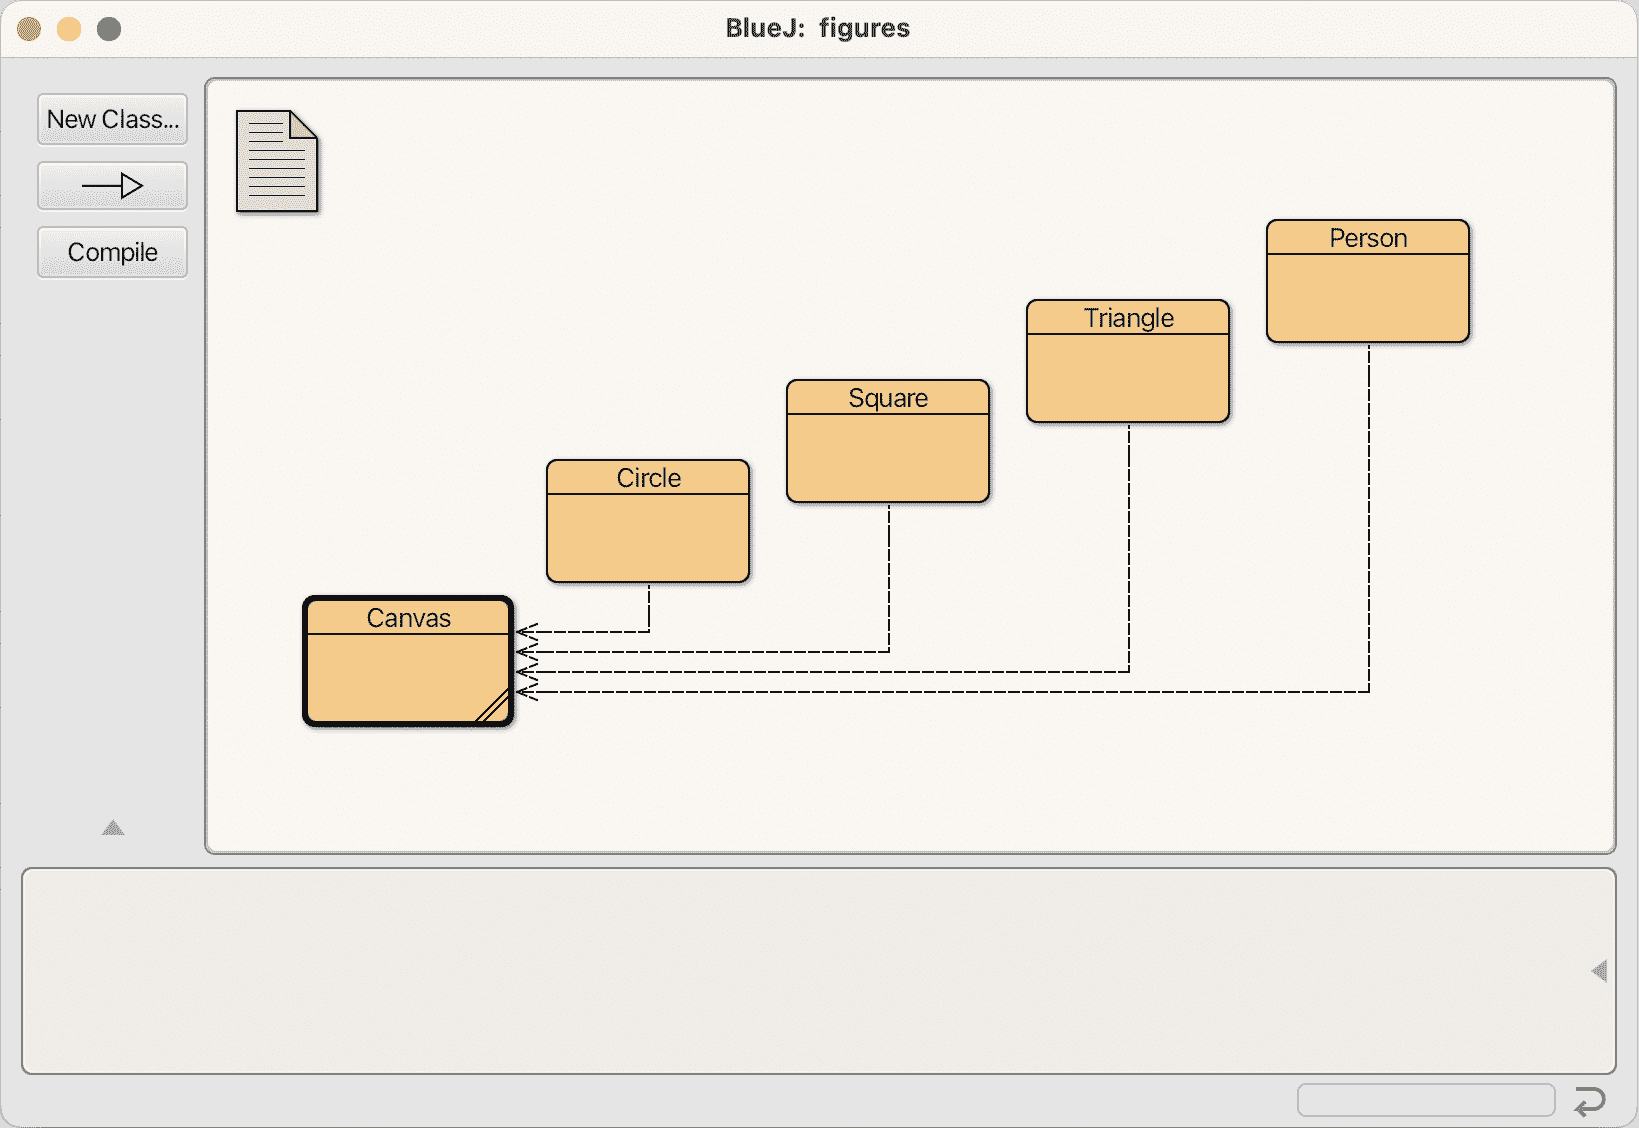 BlueJ: figures
New Class...
Compile
Person
Triangle
Square
Circle
Canvas